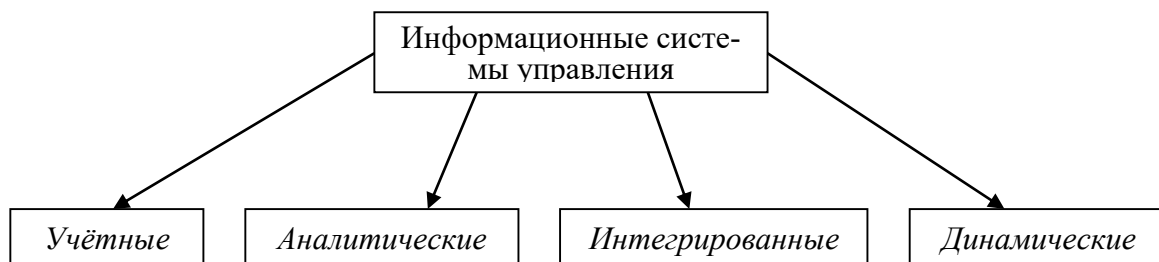 Информационные систе-
мы управления
Учётные Аналитические Интегрированные Динамические